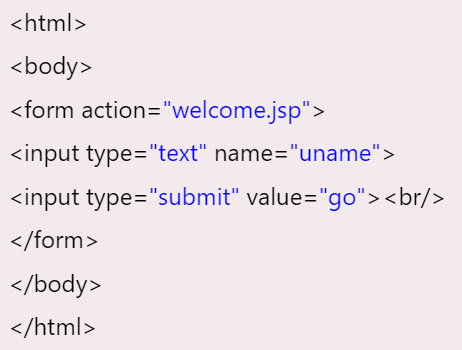 <html>
<body>
<form action="welcome.jsp">
<input type="text" name="uname">
<input type="submit" value="go"><br/>
</form>
</body>
</html>